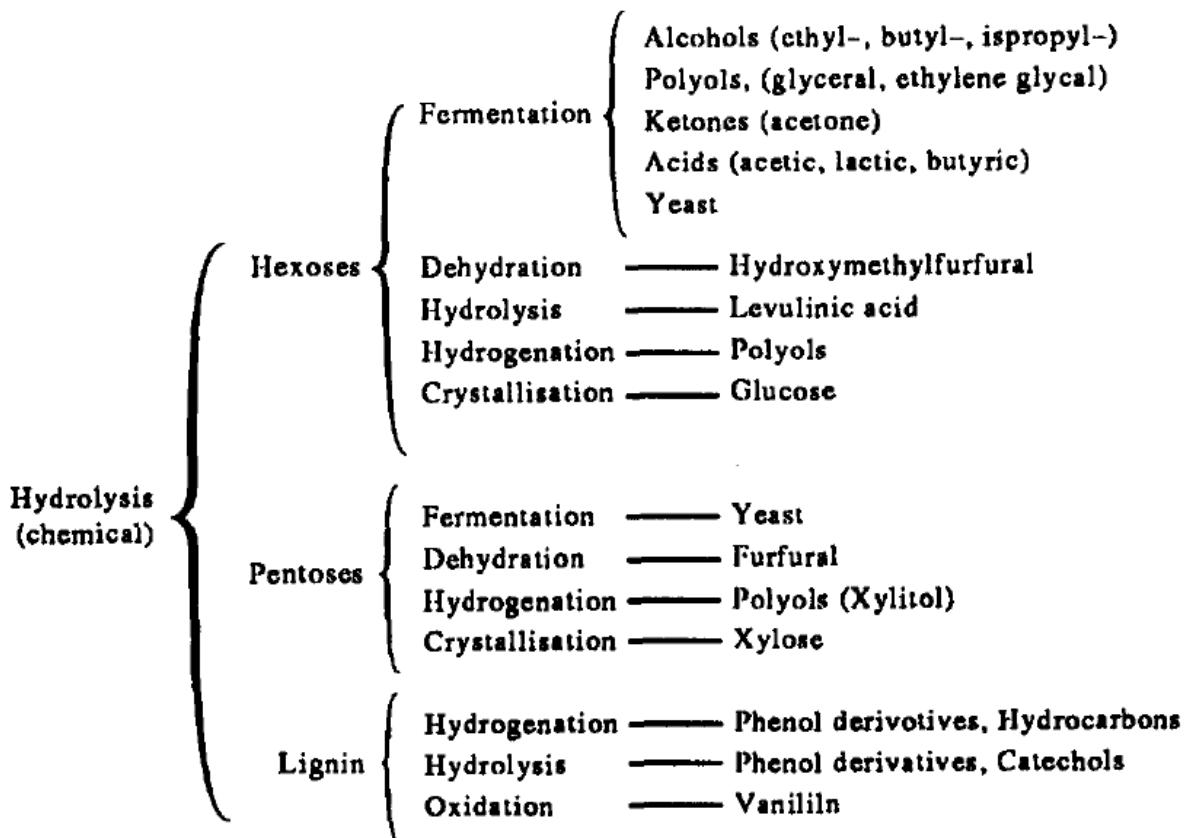 Alcohols (cthyl–, butyl–, ispropyl–)
Polyols, (glyceral, ethylene glycal)
Fermentation
Ketones (acetone)
Acids (acetic, lactic, butyric)
Yeast
Hexoses
Dehydration — Hydroxymethylfurfural
Hydrolysis — Levulinic acid
Hydrogenation — Polyols
Crystallisation — Glucose
Hydrolysis
(chemical)
Fermentation — Yeast
Dehydration — Furfural
Pentoses
Hydrogenation — Polyols (Xylitol)
Crystallisation — Xylose
Hydrogenation — Phenol derivotives, Hydrocarbons
Lignin
Hydrolysis — Phenol derivatives, Catechols
Oxidation — Vanililn